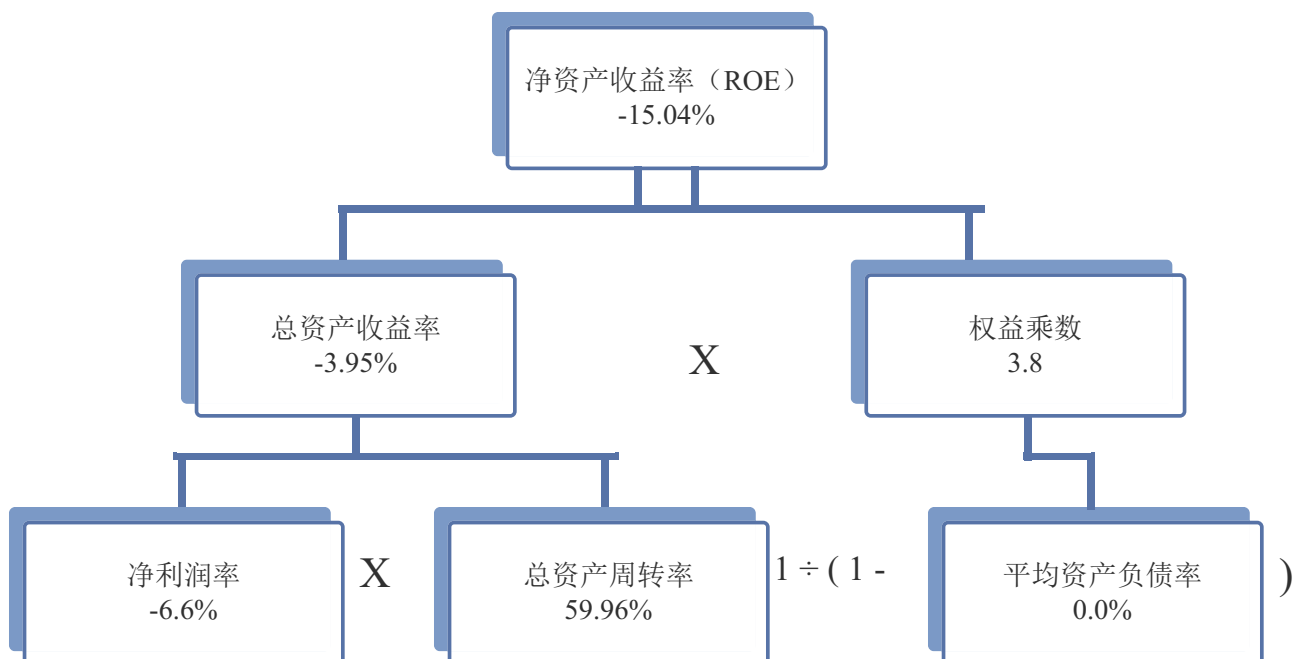 净资产收益率（ROE）
-15.04%
总资产收益率
-3.95%
X
权益乘数
3.8
净利润率
-6.6%
X
总资产周转率
59.96%
1 ÷ ( 1 -
平均资产负债率
0.0%
)